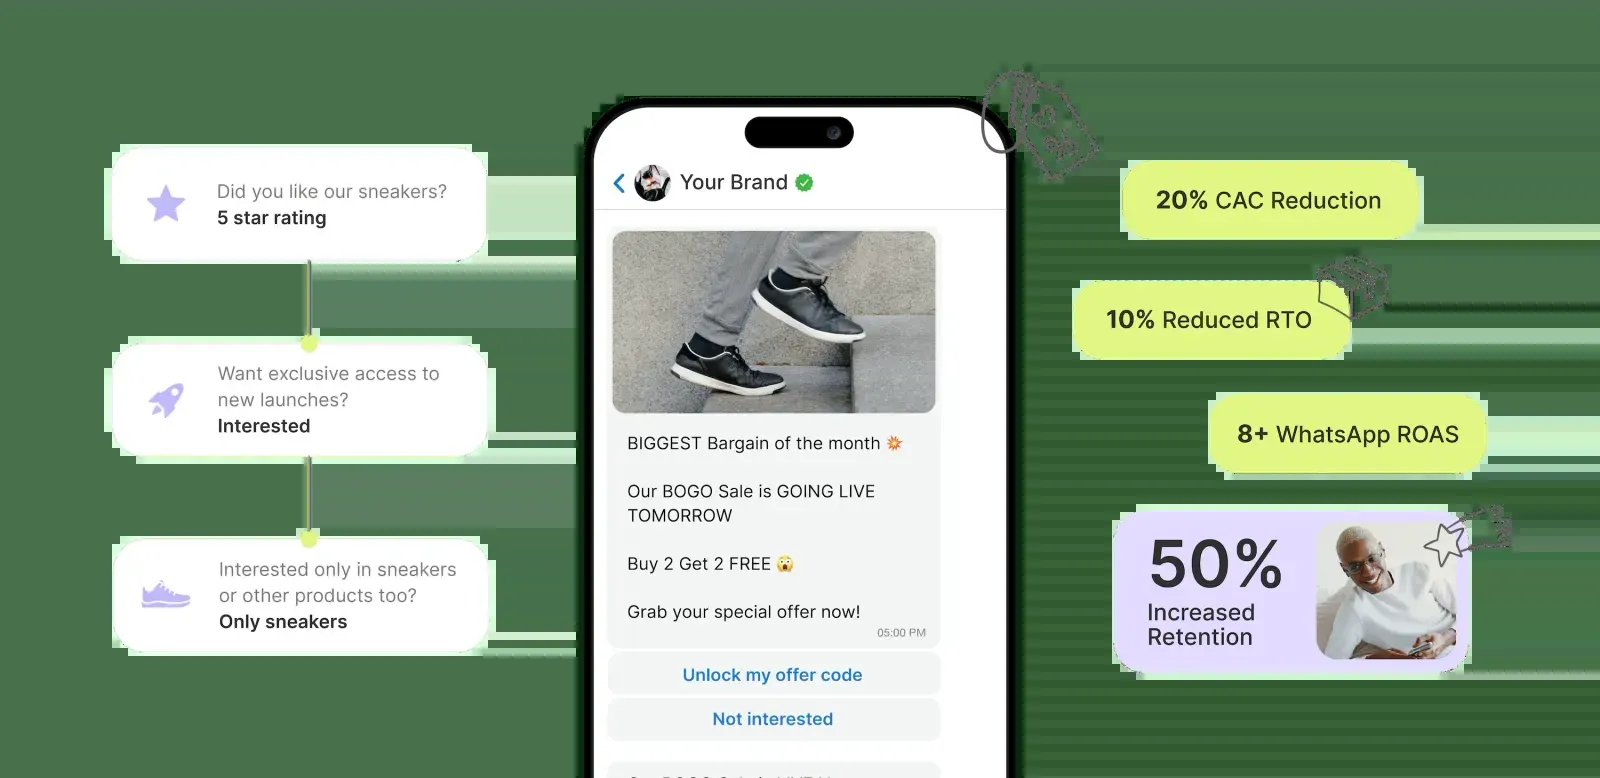 Did you like our sneakers?
5 star rating
Want exclusive access to
new launches?
Interested
Interested only in sneakers
or other products too?
Only sneakers
Your Brand
BIGGEST Bargain of the month 💥
Our BOGO Sale is GOING LIVE
TOMORROW
Buy 2 Get 2 FREE 😱
Grab your special offer now!
05:00 PM
Unlock my offer code
Not interested
20% CAC Reduction
10% Reduced RTO
8+ WhatsApp ROAS
50%
Increased
Retention